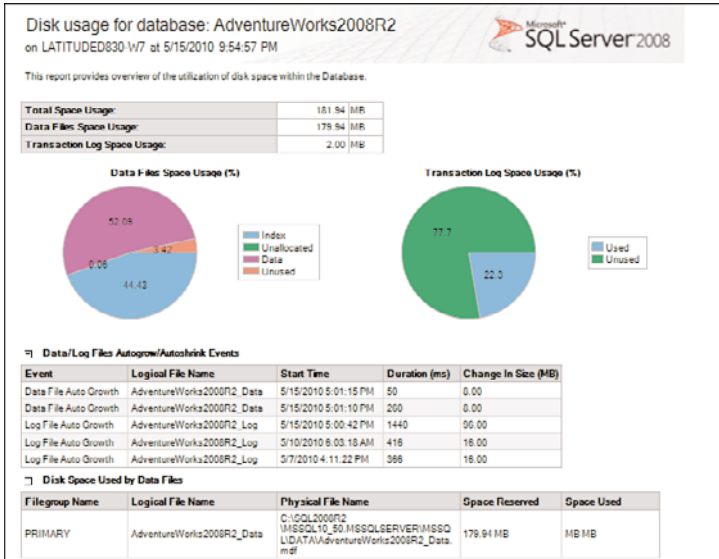 Disk usage for database: AdventureWorks2008R2
on LATITUDED830-W7 at 5/15/2010 9:54:57 PM
Microsoft®
SQL Server 2008
This report provides overview of the utilization of disk space within the Database.
Total Space Usage: 181.94 MB
Data Files Space Usage: 179.94 MB
Transaction Log Space Usage: 2.00 MB
Data Files Space Usage (%)
52.09
3.42
0.06
44.43
Index
Unallocated
Data
Unused
Transaction Log Space Usage (%)
77.7
22.3
Used
Unused
Data/Log Files Autogrow/Autoshrink Events
Event Logical File Name Start Time Duration (ms) Change In Size (MB)
Data File Auto Growth AdventureWorks2008R2_Data 5/15/2010 5:01:15 PM 50 8.00
Data File Auto Growth AdventureWorks2008R2_Data 5/15/2010 5:01:10 PM 260 8.00
Log File Auto Growth AdventureWorks2008R2_Log 5/15/2010 5:00:42 PM 1440 96.00
Log File Auto Growth AdventureWorks2008R2_Log 5/10/2010 6:03:18 AM 416 16.00
Log File Auto Growth AdventureWorks2008R2_Log 5/7/2010 4:11:22 PM 366 16.00
Disk Space Used by Data Files
Filegroup Name Logical File Name Physical File Name Space Reserved Space Used
PRIMARY AdventureWorks2008R2_Data C:\SQL2008R2
\MSSQL10_50.MSSQLSERVER\MSSQ
L\DATA\AdventureWorks2008R2_Data.
mdf 179.94 MB MB MB